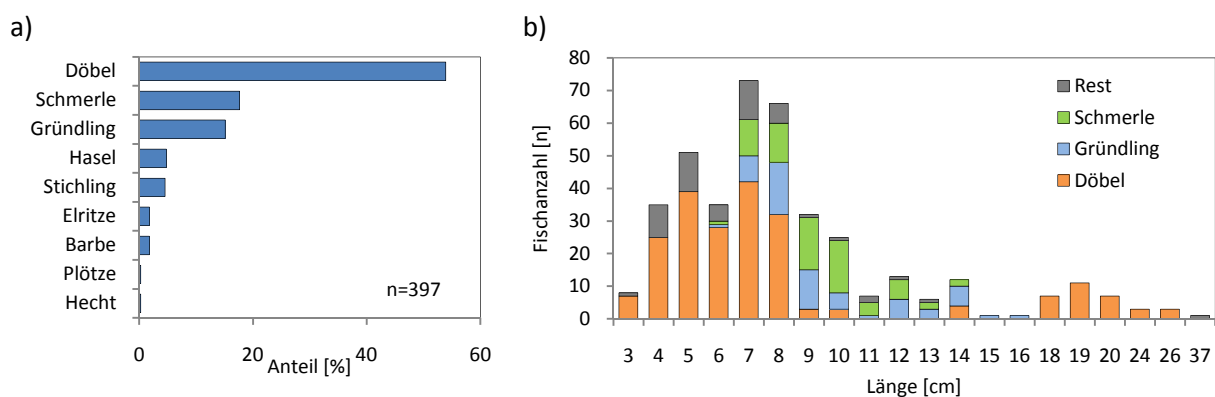 a)
Döbel
Schmerle
Gründling
Hasel
Stichling
Elritze
Barbe
Plötze
Hecht
n=397
0 20 40 60
Anteil [%]
b)
80
70
60
50
40
30
20
10
0
Fischanzahl [n]
Rest
Schmerle
Gründling
Döbel
3 4 5 6 7 8 9 10 11 12 13 14 15 16 18 19 20 24 26 37
Länge [cm]